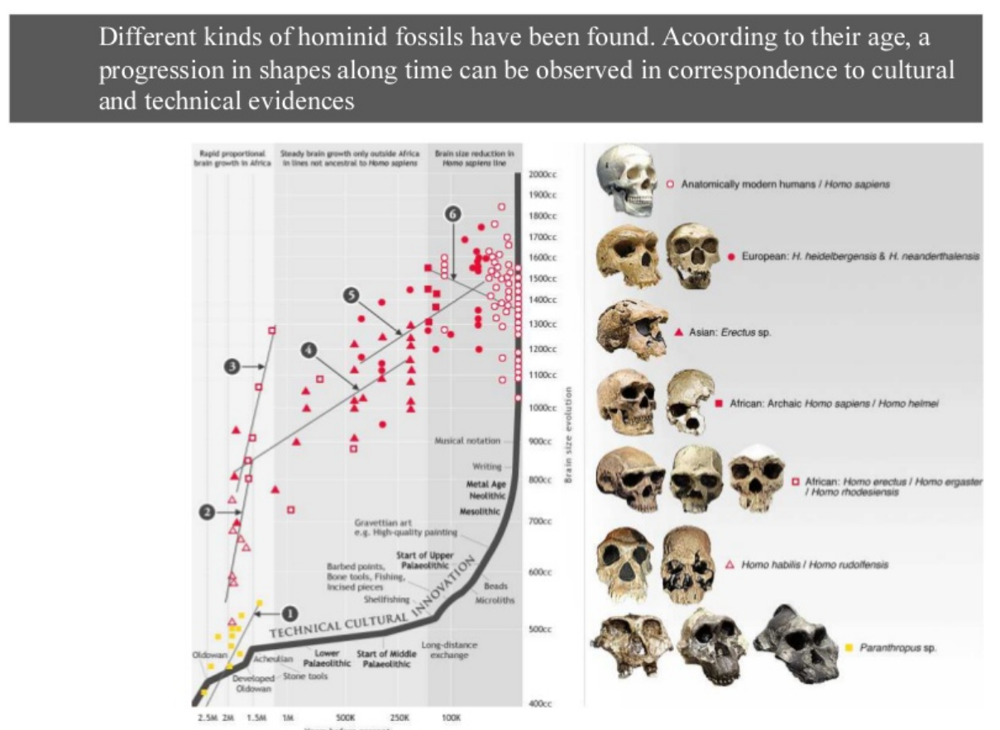 Different kinds of hominid fossils have been found. Acoording to their age, a
progression in shapes along time can be observed in correspondence to cultural
and technical evidences
Rapid proportional
brain growth in Africa
Steady brain growth only outside Africa
in lines not ancestral to Homo sapiens
Brain size reduction in
Homo sapiens line
2000cc
1900cc
1800cc
1700cc
1600cc
1500cc
1400cc
1300cc
1200cc
1100cc
1000cc
900cc
800cc
700cc
600cc
500cc
400cc
Brain size evolution
6
5
4
3
2
1
Musical notation
Writing
Metal Age
Neolithic
Mesolithic
Gravettian art
e.g. High-quality painting
Start of Upper
Palaeolithic
Barbed points,
Bone tools, Fishing,
Incised pieces
Shellfishing
Beads
Microliths
TECHNICAL CULTURAL INNOVATION
Long-distance
exchange
Oldowan
Acheulian
Lower
Palaeolithic
Start of Middle
Palaeolithic
Developed
Oldowan
Stone tools
2.5M 2M 1.5M 1M 500K 250K 100K
Anatomically modern humans / Homo sapiens
European: H. heidelbergensis & H. neanderthalensis
Asian: Erectus sp.
African: Archaic Homo sapiens / Homo helmei
African: Homo erectus / Homo ergaster
/ Homo rhodesiensis
Homo habilis / Homo rudolfensis
Paranthropus sp.